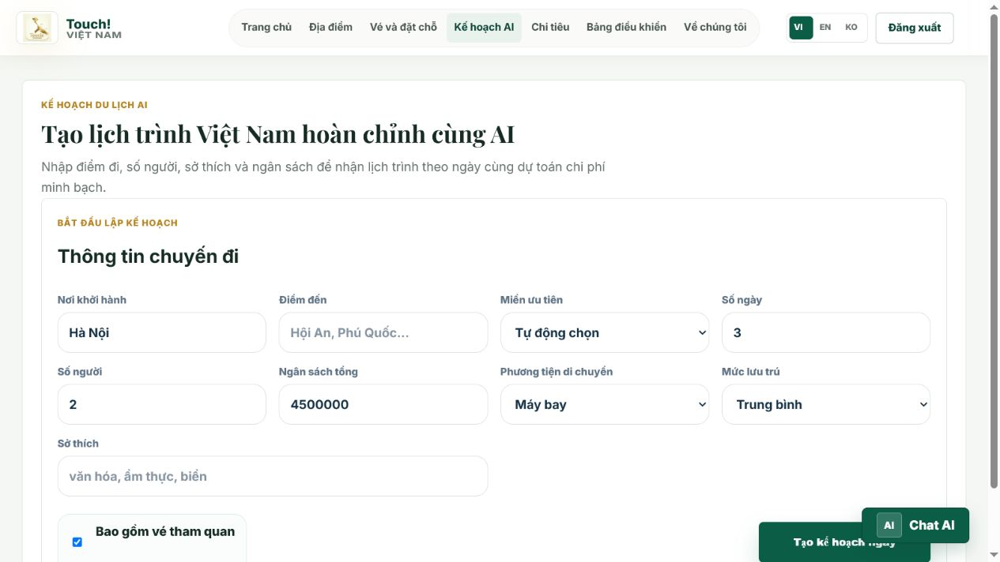 Touch!
VIỆT NAM
Trang chủ
Địa điểm
Vé và đặt chỗ
Kế hoạch AI
Chi tiêu
Bảng điều khiển
Về chúng tôi
VI
EN
KO
Đăng xuất
KẾ HOẠCH DU LỊCH AI
Tạo lịch trình Việt Nam hoàn chỉnh cùng AI
Nhập điểm đi, số người, sở thích và ngân sách để nhận lịch trình theo ngày cùng dự toán chi phí
minh bạch.
BẮT ĐẦU LẬP KẾ HOẠCH
Thông tin chuyến đi
Nơi khởi hành
Điểm đến
Miền ưu tiên
Số ngày
Hà Nội
Hội An, Phú Quốc...
Tự động chọn
3
Số người
Ngân sách tổng
Phương tiện di chuyển
Mức lưu trú
2
4500000
Máy bay
Trung bình
Sở thích
văn hóa, ẩm thực, biển
Bao gồm vé tham quan
Tạo kế hoạch ngay
AI
Chat AI